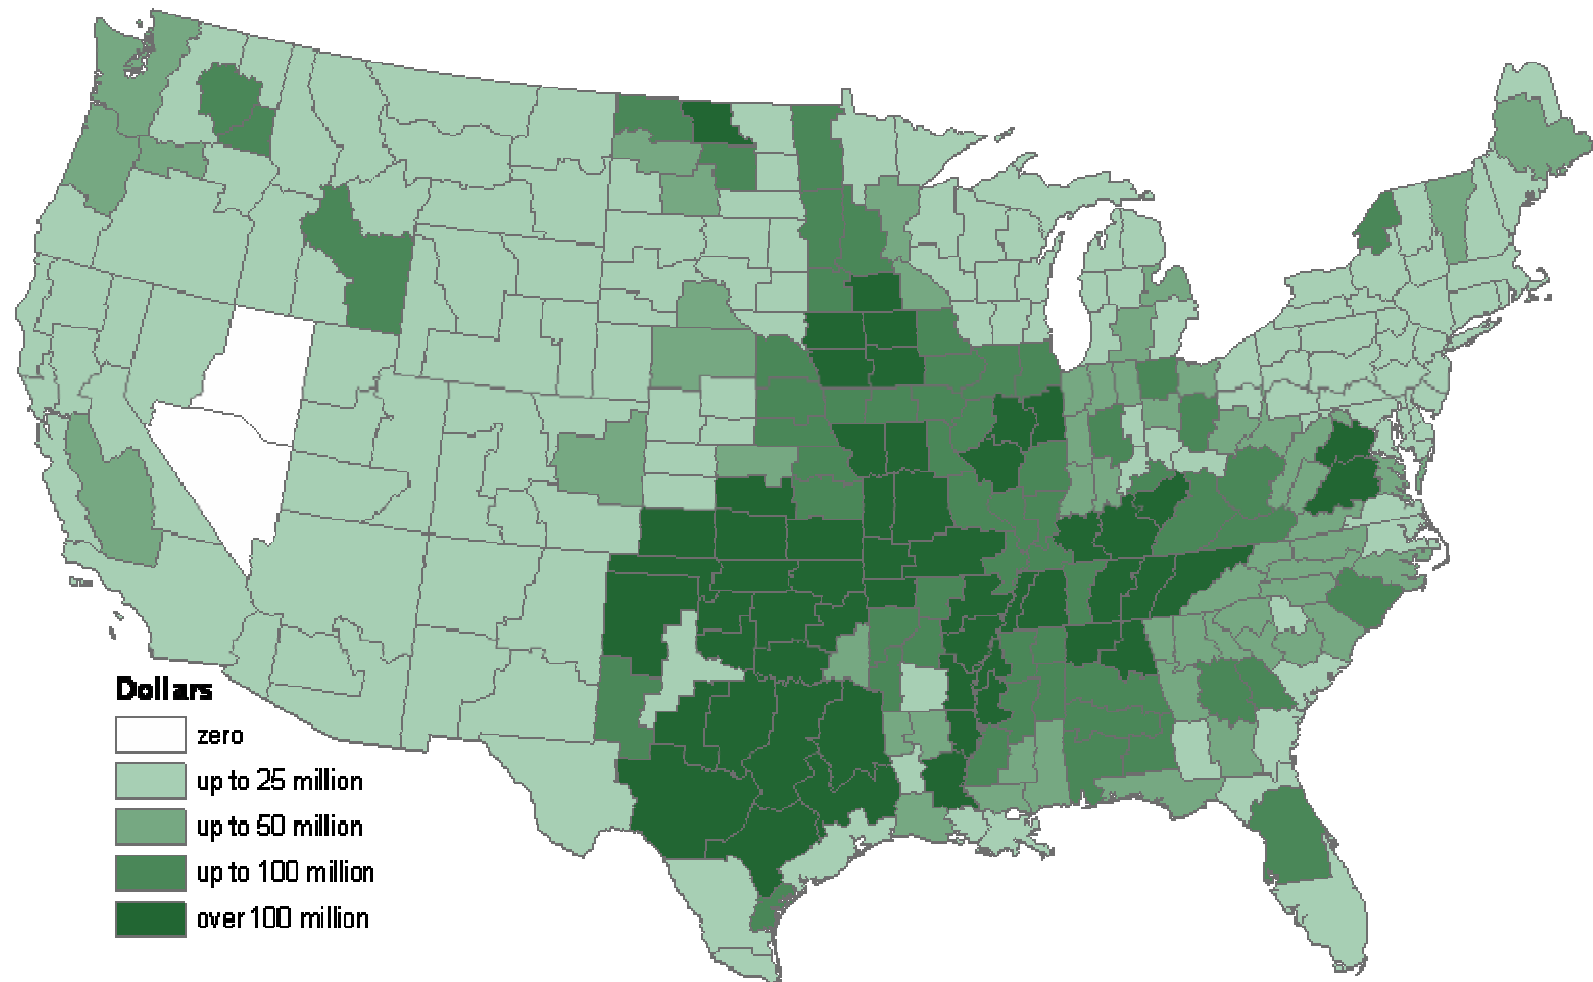 Dollars
zero
up to 25 million
up to 50 million
up to 100 million
over 100 million